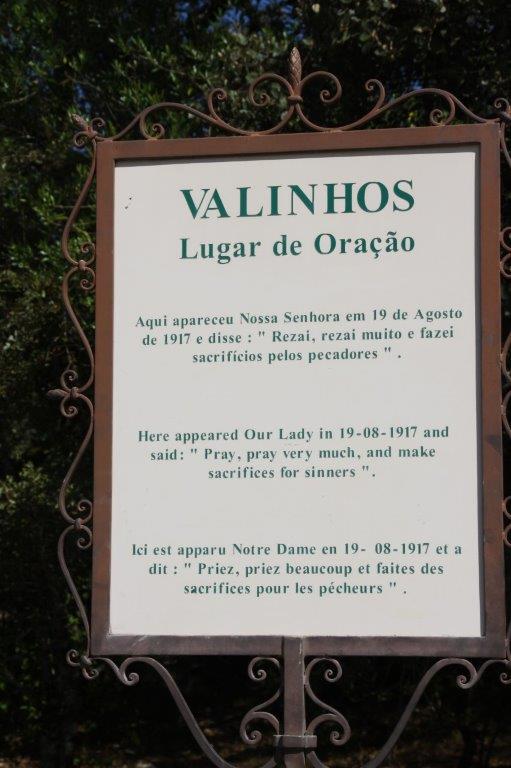 VALINHOS
Lugar de Oração
Aqui apareceu Nossa Senhora em 19 de Agosto
de 1917 e disse : " Rezai, rezai muito e fazei
sacrifícios pelos pecadores " .
Here appeared Our Lady in 19-08-1917 and
said: " Pray, pray very much, and make
sacrifices for sinners ".
Ici est apparu Notre Dame en 19- 08-1917 et a
dit : " Priez, priez beaucoup et faites des
sacrifices pour les pécheurs " .